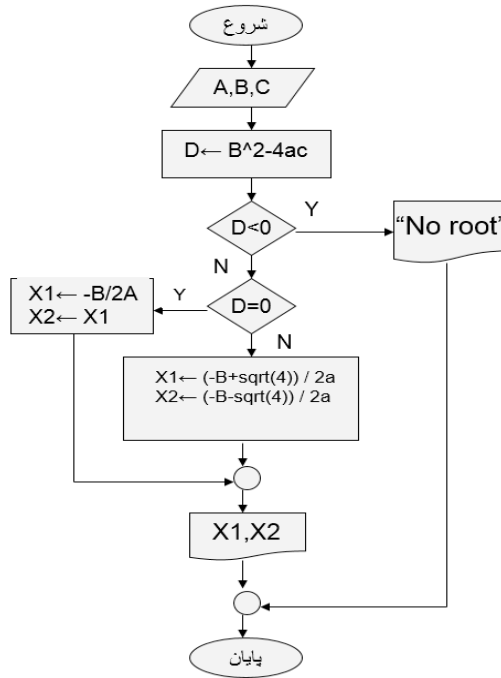 شروع
A,B,C
D← B^2-4ac
D<0
Y
“No root”
N
D=0
Y
X1← -B/2A
X2← X1
N
X1← (-B+sqrt(4)) / 2a
X2← (-B-sqrt(4)) / 2a
X1,X2
پایان